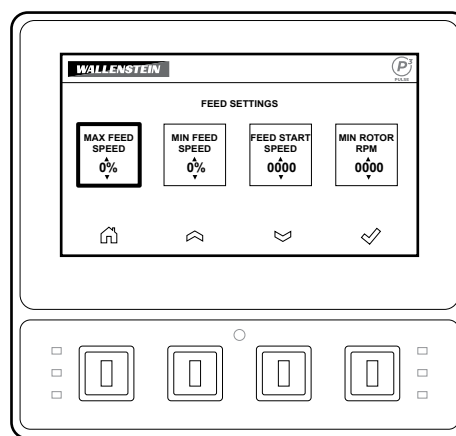 WALLENSTEIN
P3
PULSE
FEED SETTINGS
MAX FEED SPEED
0%
MIN FEED SPEED
0%
FEED START SPEED
0000
MIN ROTOR RPM
0000